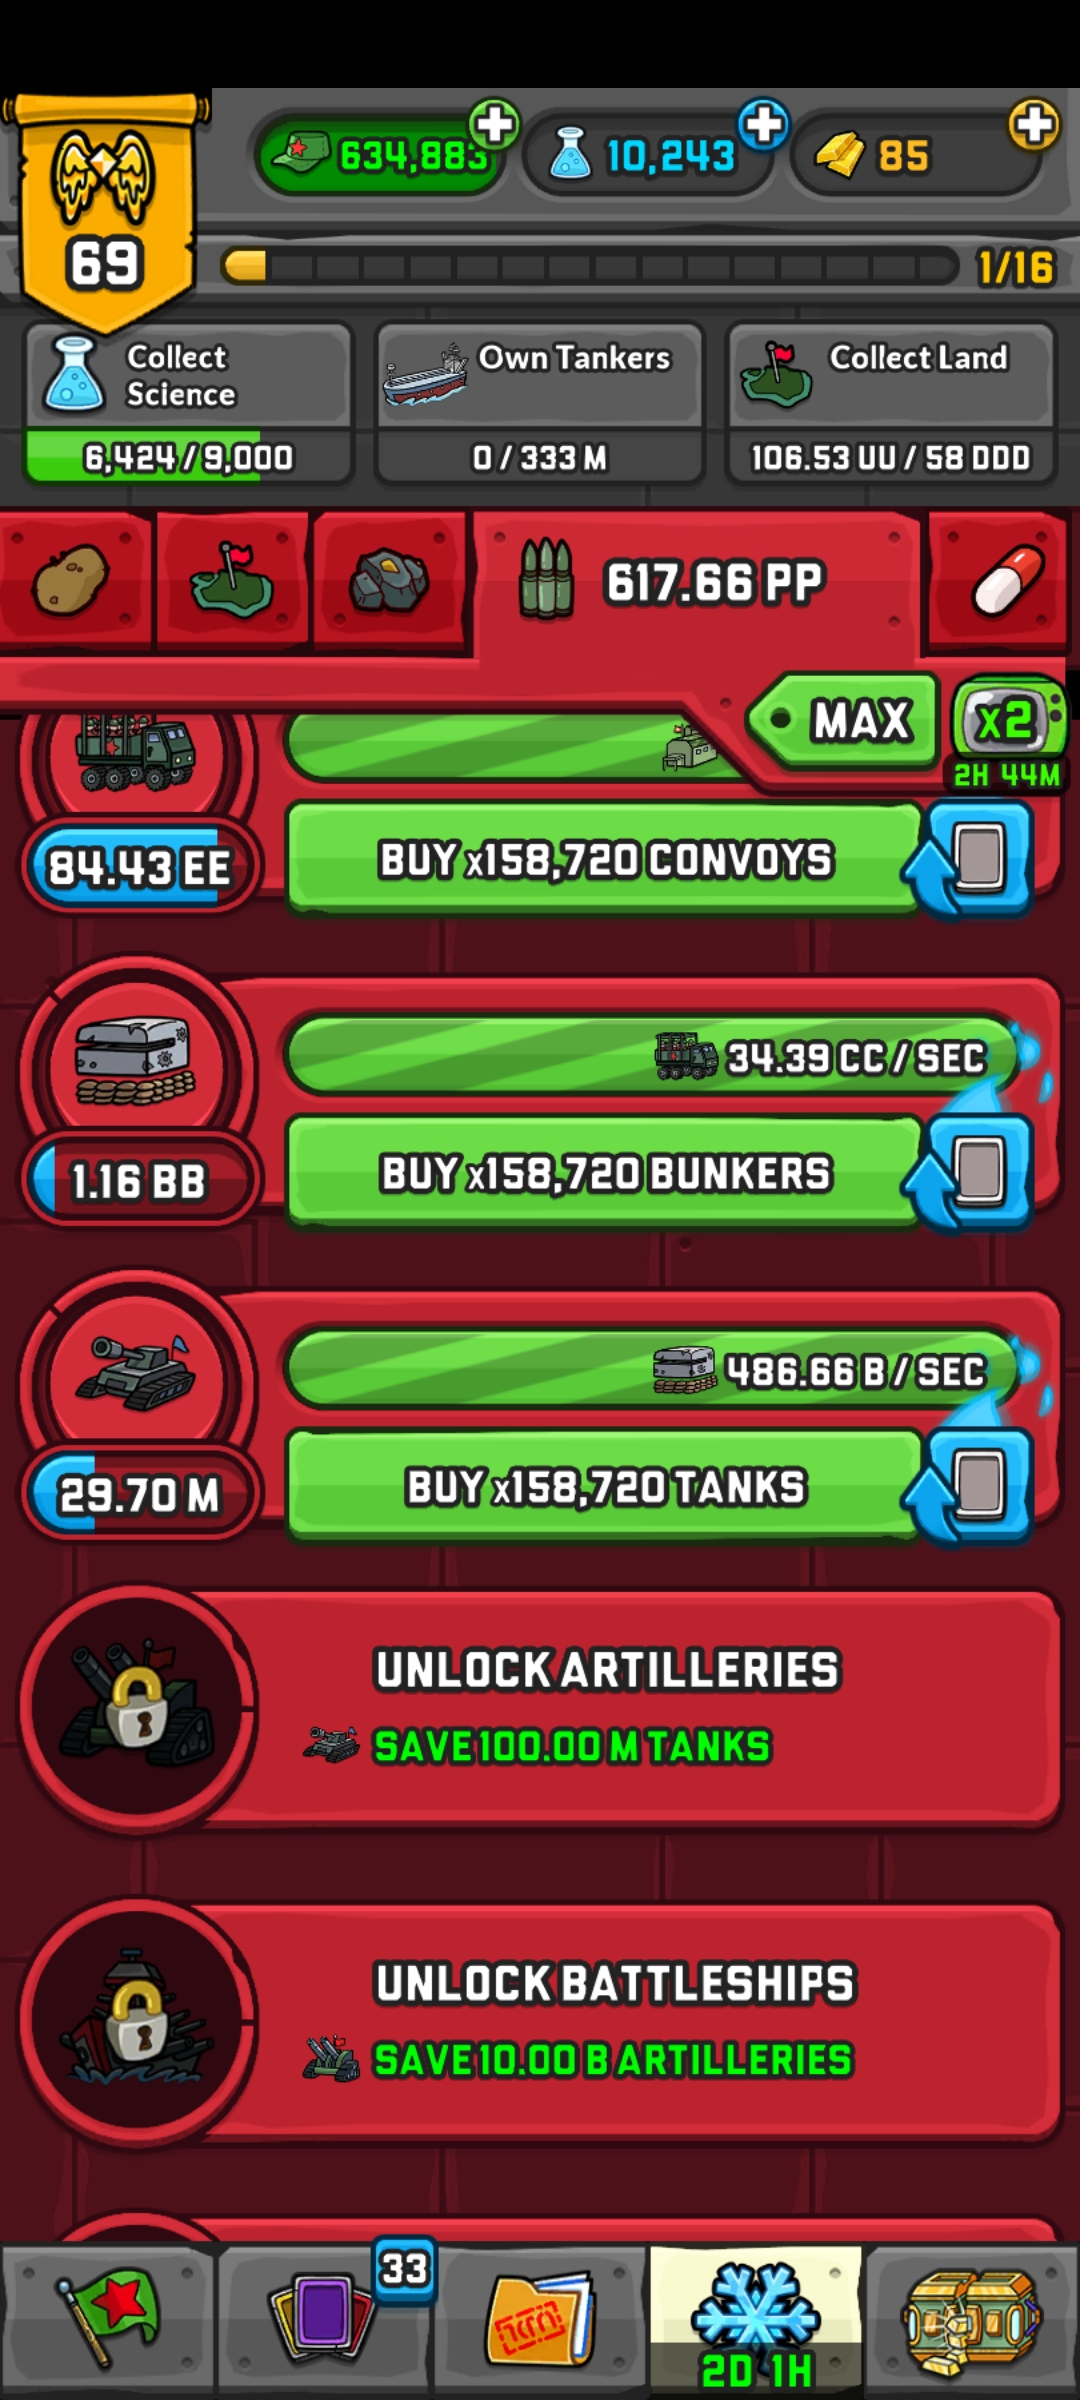 634,883
10,243
85
69
1/16
Collect
Science
6,424/9,000
Own Tankers
0/333 M
Collect Land
106.53 UU/58 DDD
617.66 PP
MAX
x2
2H 44M
84.43 EE
BUY x158,720 CONVOYS
34.39 CC/SEC
1.16 BB
BUY x158,720 BUNKERS
486.66 B/SEC
29.70 M
BUY x158,720 TANKS
UNLOCK ARTILLERIES
SAVE 100.00 M TANKS
UNLOCK BATTLESHIPS
SAVE 10.00 B ARTILLERIES
33
2D 1H